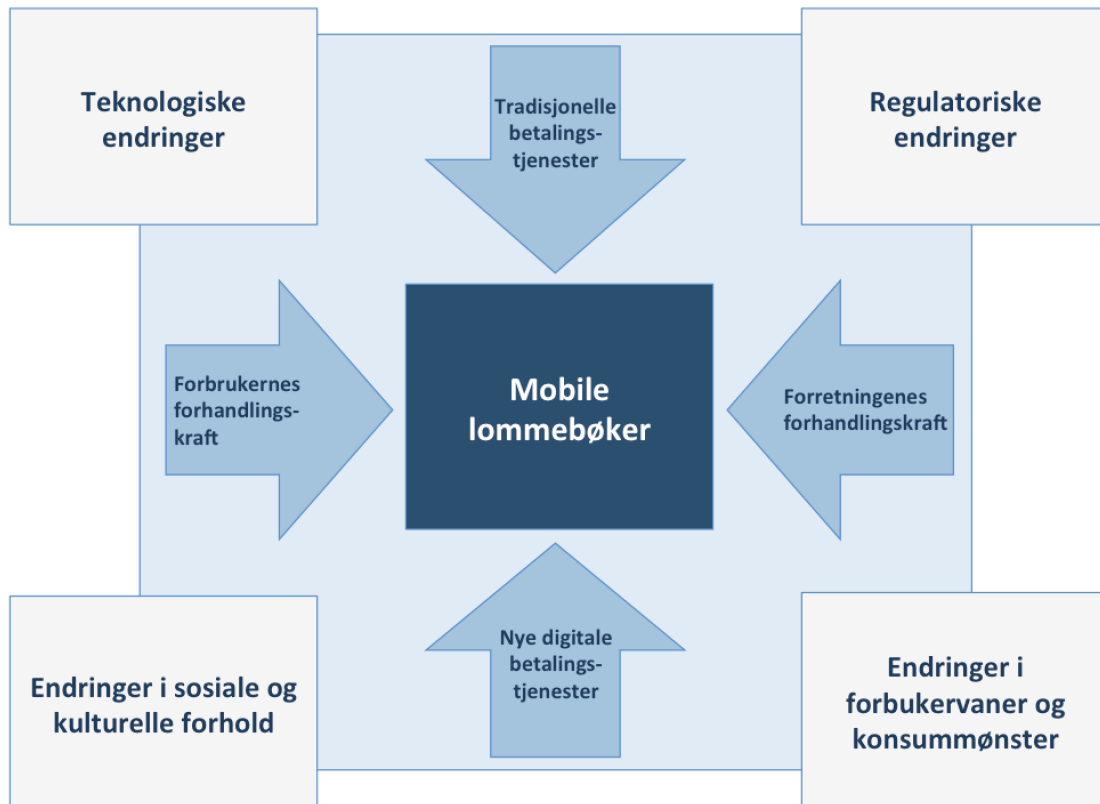 Teknologiske
endringer
Tradisjonelle
betalings-
tjenester
Regulatoriske
endringer
Forbrukernes
forhandlings-
kraft
Mobile
lommebøker
Forretningenes
forhandlingskraft
Endringer i sosiale og
kulturelle forhold
Nye digitale
betalings-
tjenester
Endringer i
forbukervaner og
konsummønster